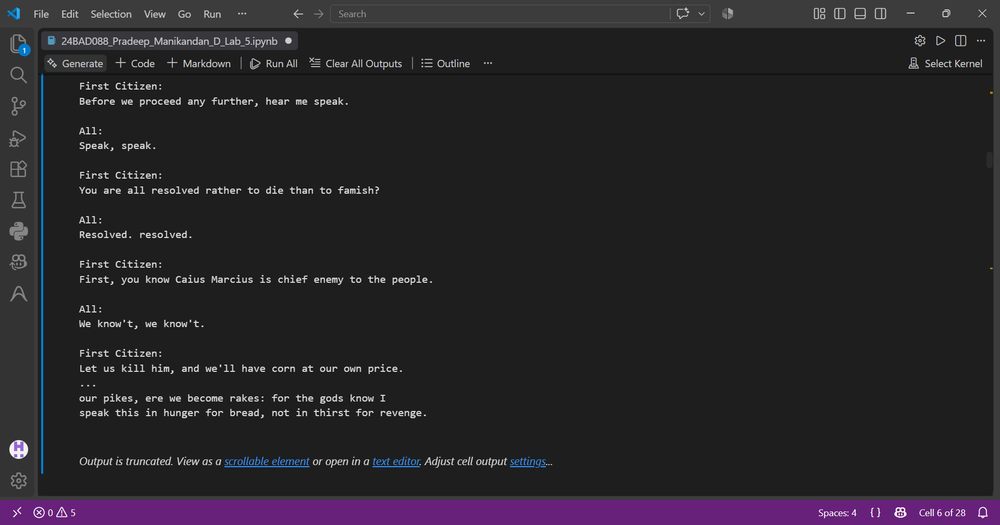 File Edit Selection View Go Run ··· Search
24BAD088_Pradeep_Manikandan_D_Lab_5.ipynb
Generate + Code + Markdown Run All Clear All Outputs Outline ··· Select Kernel
1
First Citizen:
Before we proceed any further, hear me speak.
All:
Speak, speak.
First Citizen:
You are all resolved rather to die than to famish?
All:
Resolved. resolved.
First Citizen:
First, you know Caius Marcius is chief enemy to the people.
All:
We know't, we know't.
First Citizen:
Let us kill him, and we'll have corn at our own price.
...
our pikes, ere we become rakes: for the gods know I
speak this in hunger for bread, not in thirst for revenge.
Output is truncated. View as a scrollable element or open in a text editor. Adjust cell output settings...
0 5 Spaces: 4 { } Cell 6 of 28